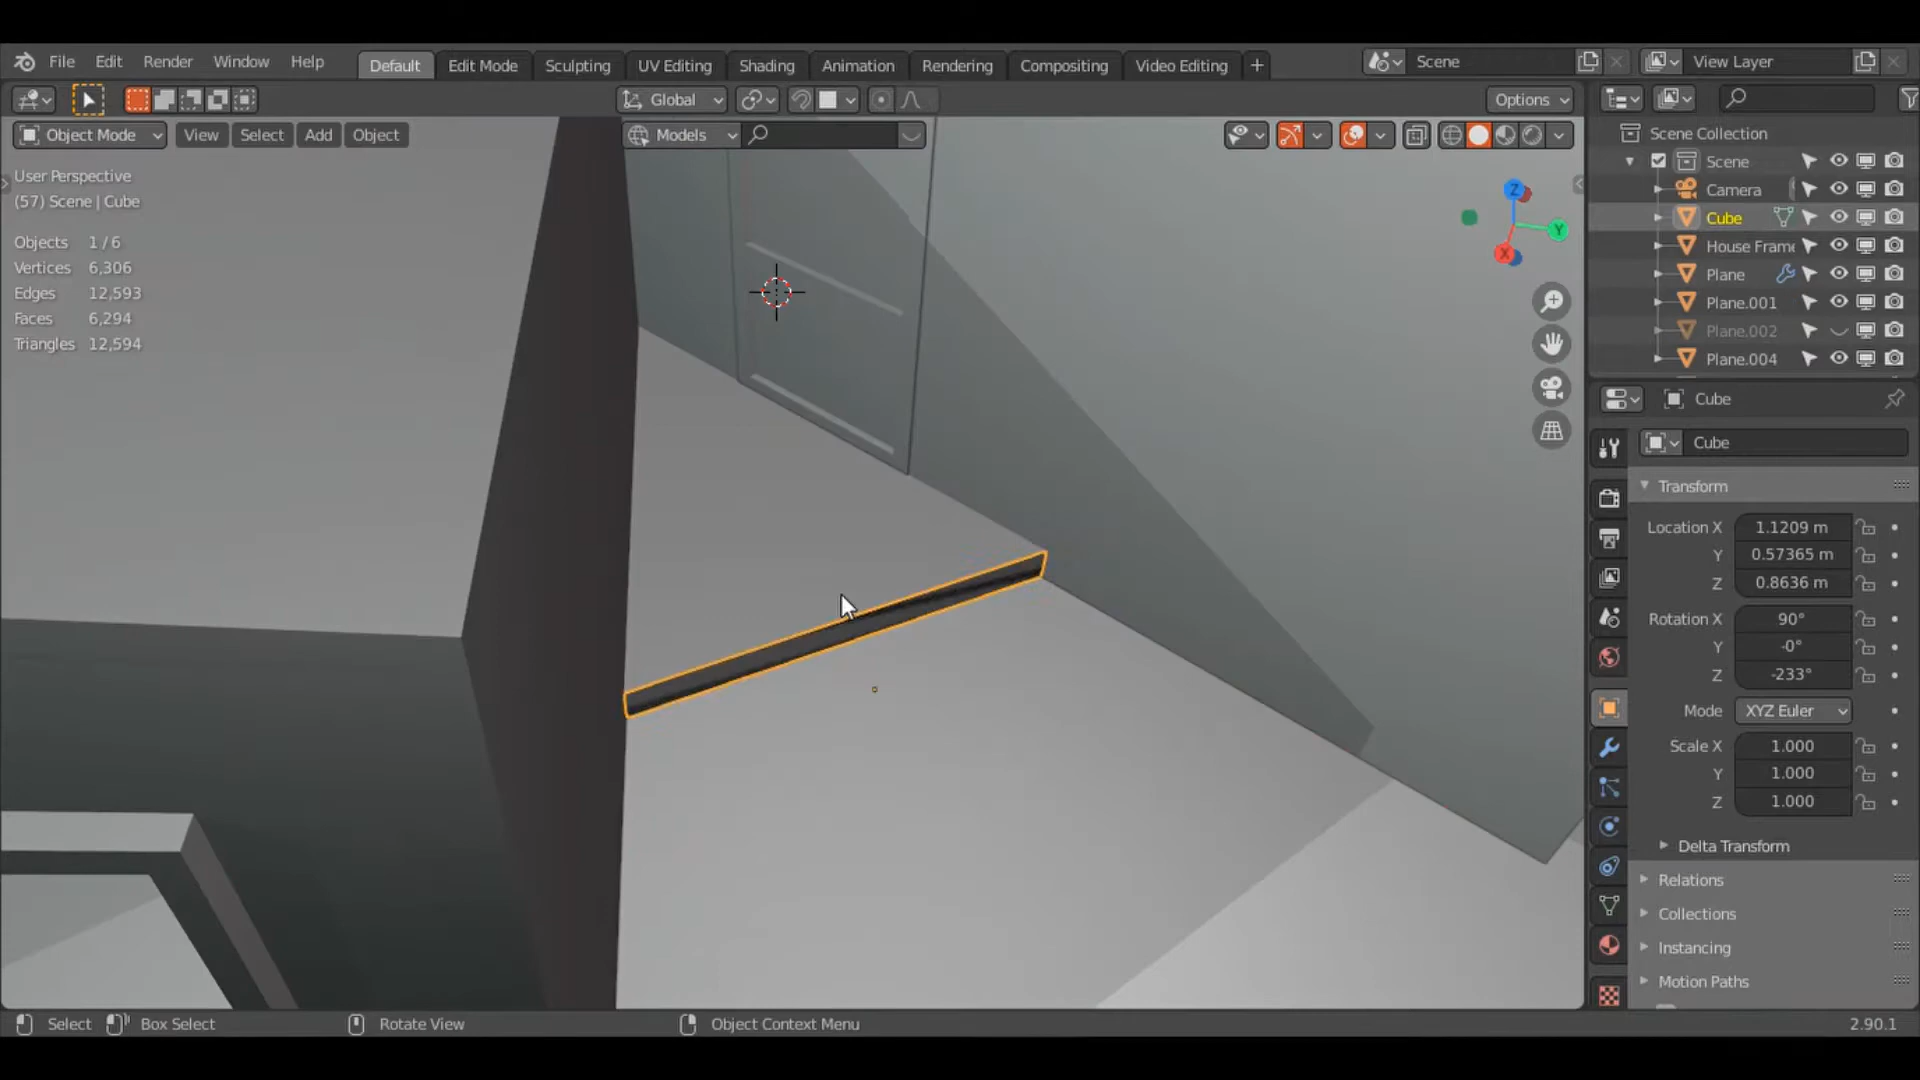 File Edit Render Window Help Default Edit Mode Sculpting UV Editing Shading Animation Rendering Compositing Video Editing + Scene View Layer
Global Options
Object Mode View Select Add Object Models
User Perspective
(57) Scene | Cube
Objects 1 / 6
Vertices 6,306
Edges 12,593
Faces 6,294
Triangles 12,594
Z
Y
X
Scene Collection
Scene
Camera
Cube
House Frame
Plane
Plane.001
Plane.002
Plane.004
Cube
Cube
Transform
Location X 1.1209 m
Y 0.57365 m
Z 0.8636 m
Rotation X 90°
Y -0°
Z -233°
Mode XYZ Euler
Scale X 1.000
Y 1.000
Z 1.000
Delta Transform
Relations
Collections
Instancing
Motion Paths
Select Box Select Rotate View Object Context Menu 2.90.1